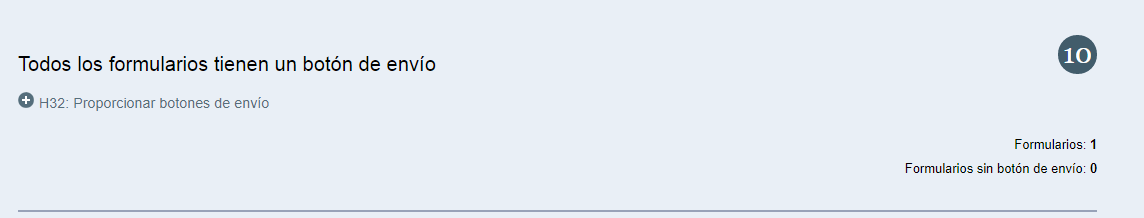 10
Todos los formularios tienen un botón de envío
H32: Proporcionar botones de envío
Formularios: 1
Formularios sin botón de envío: 0